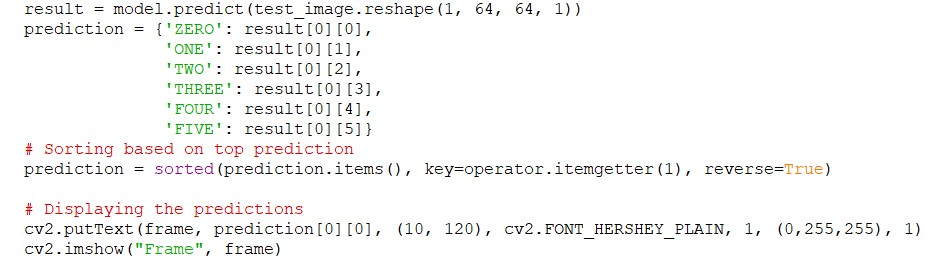 result = model.predict(test_image.reshape(1, 64, 64, 1))
prediction = {'ZERO': result[0][0],
'ONE': result[0][1],
'TWO': result[0][2],
'THREE': result[0][3],
'FOUR': result[0][4],
'FIVE': result[0][5]}
# Sorting based on top prediction
prediction = sorted(prediction.items(), key=operator.itemgetter(1), reverse=True)
# Displaying the predictions
cv2.putText(frame, prediction[0][0], (10, 120), cv2.FONT_HERSHEY_PLAIN, 1, (0,255,255), 1)
cv2.imshow("Frame", frame)